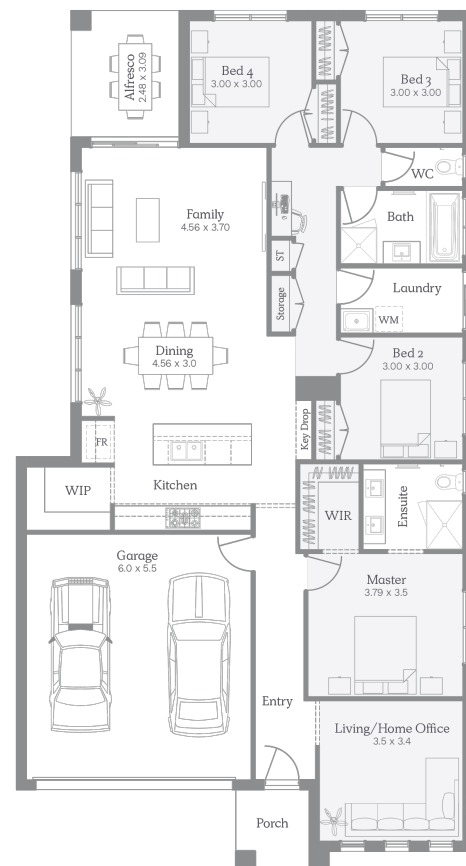 Alfresco
2.48 x 3.09
Bed 4
3.00 x 3.00
Bed 3
3.00 x 3.00
WC
Family
4.56 x 3.70
Bath
ST
Storage
Laundry
WM
Dining
4.56 x 3.0
Bed 2
3.00 x 3.00
Key Drop
FR
Kitchen
WIP
WIR
Ensuite
Garage
6.0 x 5.5
Master
3.79 x 3.5
Entry
Living/Home Office
3.5 x 3.4
Porch